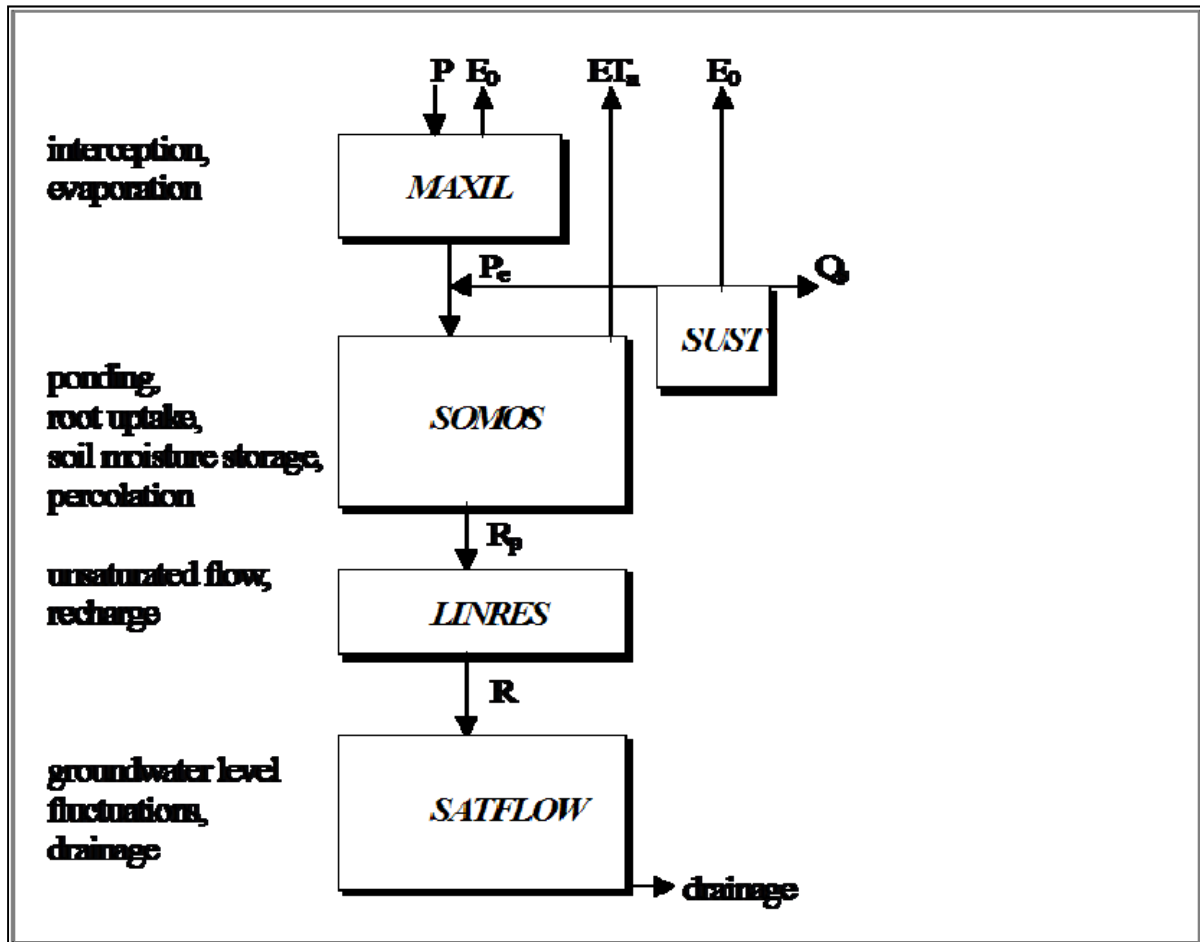 P E₀ ETₐ E₀
interception,
evaporation
MAXIL
Pₑ
SUST
ponding,
root uptake,
soil moisture storage,
percolation
SOMOS
Rₚ
unsaturated flow,
recharge
LINRES
R
groundwater level
fluctuations,
drainage
SATFLOW
drainage